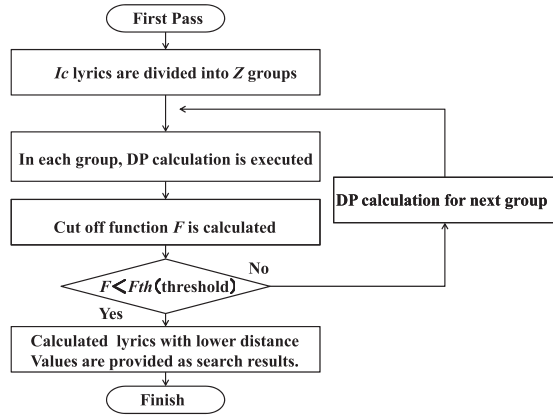 First Pass
Ic lyrics are divided into Z groups
In each group, DP calculation is executed
DP calculation for next group
Cut off function F is calculated
F<Fth(threshold)
No
Yes
Calculated lyrics with lower distance
Values are provided as search results.
Finish